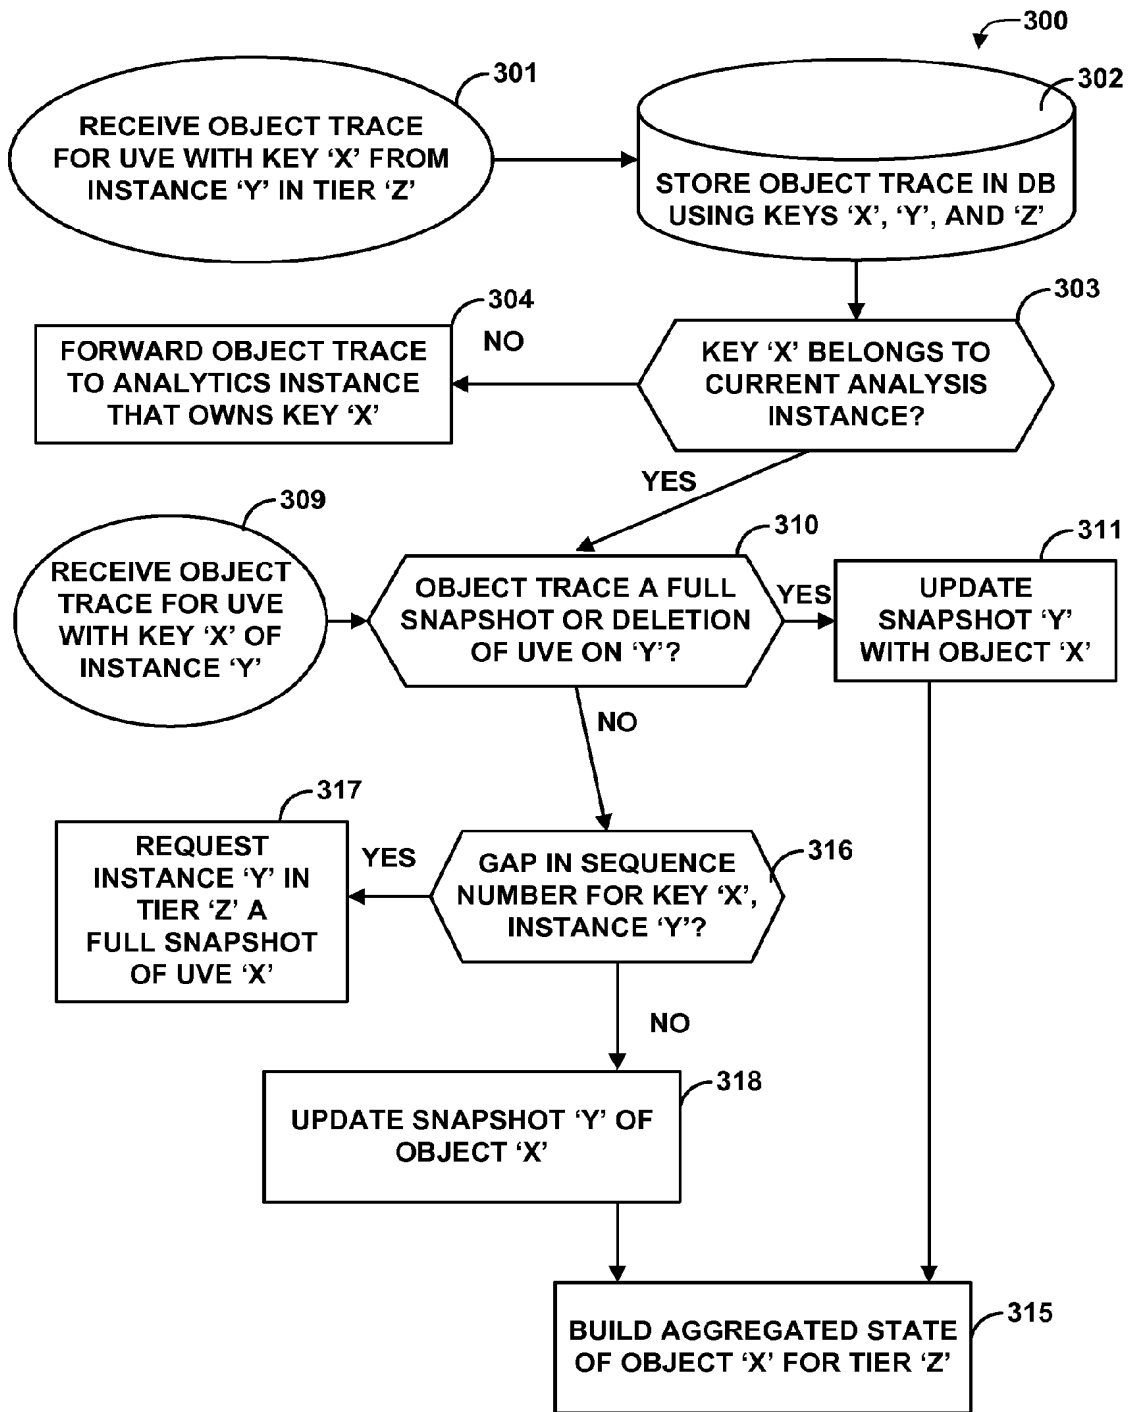 300
301
RECEIVE OBJECT TRACE
FOR UVE WITH KEY ‘X’ FROM
INSTANCE ‘Y’ IN TIER ‘Z’
302
STORE OBJECT TRACE IN DB
USING KEYS ‘X’, ‘Y’, AND ‘Z’
303
KEY ‘X’ BELONGS TO
CURRENT ANALYSIS
INSTANCE?
NO
304
FORWARD OBJECT TRACE
TO ANALYTICS INSTANCE
THAT OWNS KEY ‘X’
YES
309
RECEIVE OBJECT
TRACE FOR UVE
WITH KEY ‘X’ OF
INSTANCE ‘Y’
310
OBJECT TRACE A FULL
SNAPSHOT OR DELETION
OF UVE ON ‘Y’?
YES
311
UPDATE
SNAPSHOT ‘Y’
WITH OBJECT ‘X’
NO
316
GAP IN SEQUENCE
NUMBER FOR KEY ‘X’,
INSTANCE ‘Y’?
YES
317
REQUEST
INSTANCE ‘Y’ IN
TIER ‘Z’ A
FULL SNAPSHOT
OF UVE ‘X’
NO
318
UPDATE SNAPSHOT ‘Y’ OF
OBJECT ‘X’
315
BUILD AGGREGATED STATE
OF OBJECT ‘X’ FOR TIER ‘Z’